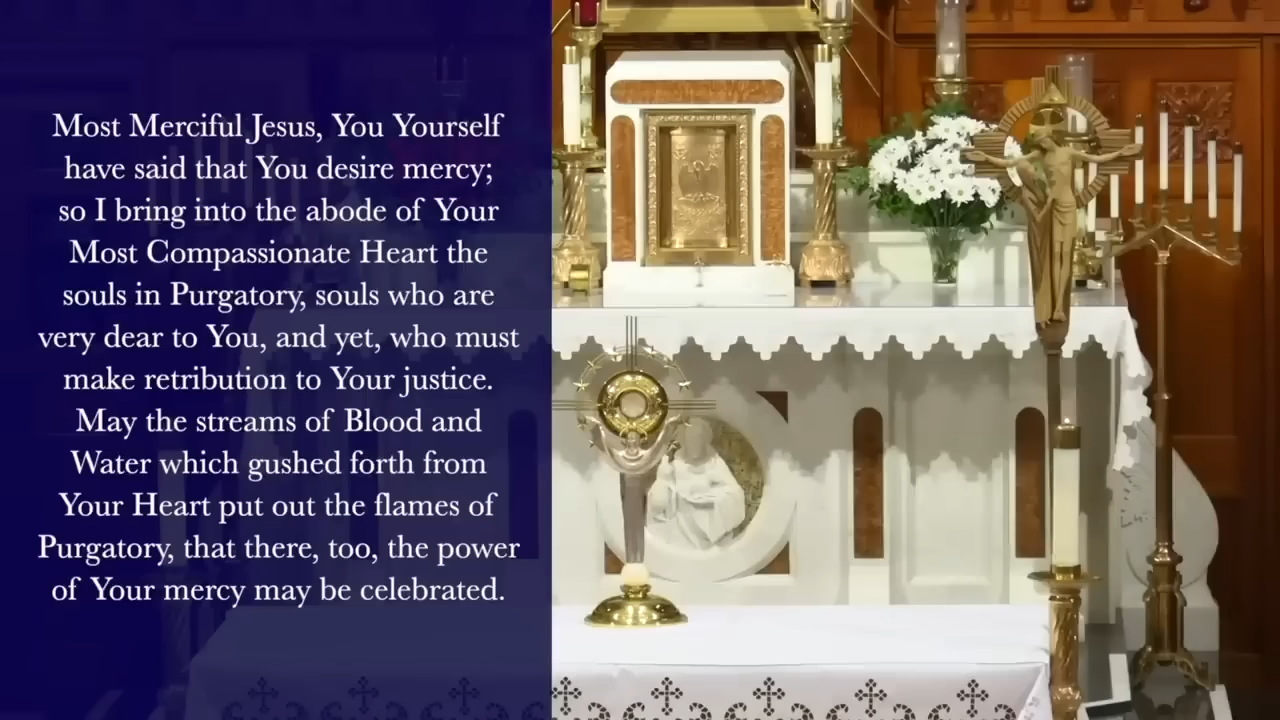 Most Merciful Jesus, You Yourself
have said that You desire mercy;
so I bring into the abode of Your
Most Compassionate Heart the
souls in Purgatory, souls who are
very dear to You, and yet, who must
make retribution to Your justice.
May the streams of Blood and
Water which gushed forth from
Your Heart put out the flames of
Purgatory, that there, too, the power
of Your mercy may be celebrated.